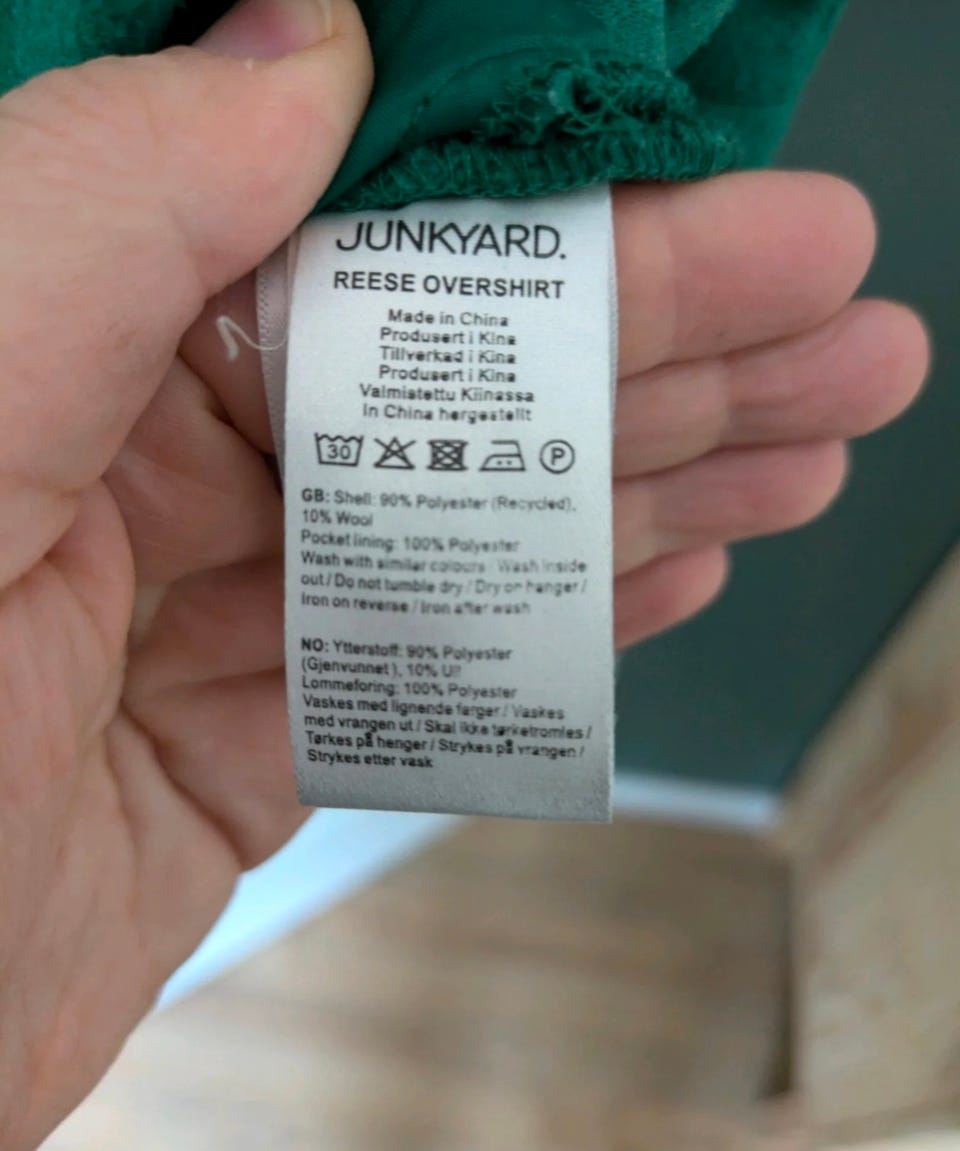 JUNKYARD.
REESE OVERSHIRT
Made in China
Produsert i Kina
Tillverkad i Kina
Produsert i Kina
Valmistettu Kiinassa
In China hergestellt
30 P
GB: Shell: 90% Polyester (Recycled),
10% Wool
Pocket lining: 100% Polyester
Wash with similar colours / Wash inside
out / Do not tumble dry / Dry on hanger /
Iron on reverse / Iron after wash
NO: Ytterstoff: 90% Polyester
(Gjenvunnet), 10% Ull
Lommeforing: 100% Polyester
Vaskes med lignende farger / Vaskes
med vrangen ut / Skal ikke tørketromles /
Tørkes på henger / Strykes på vrangen /
Strykes etter vask